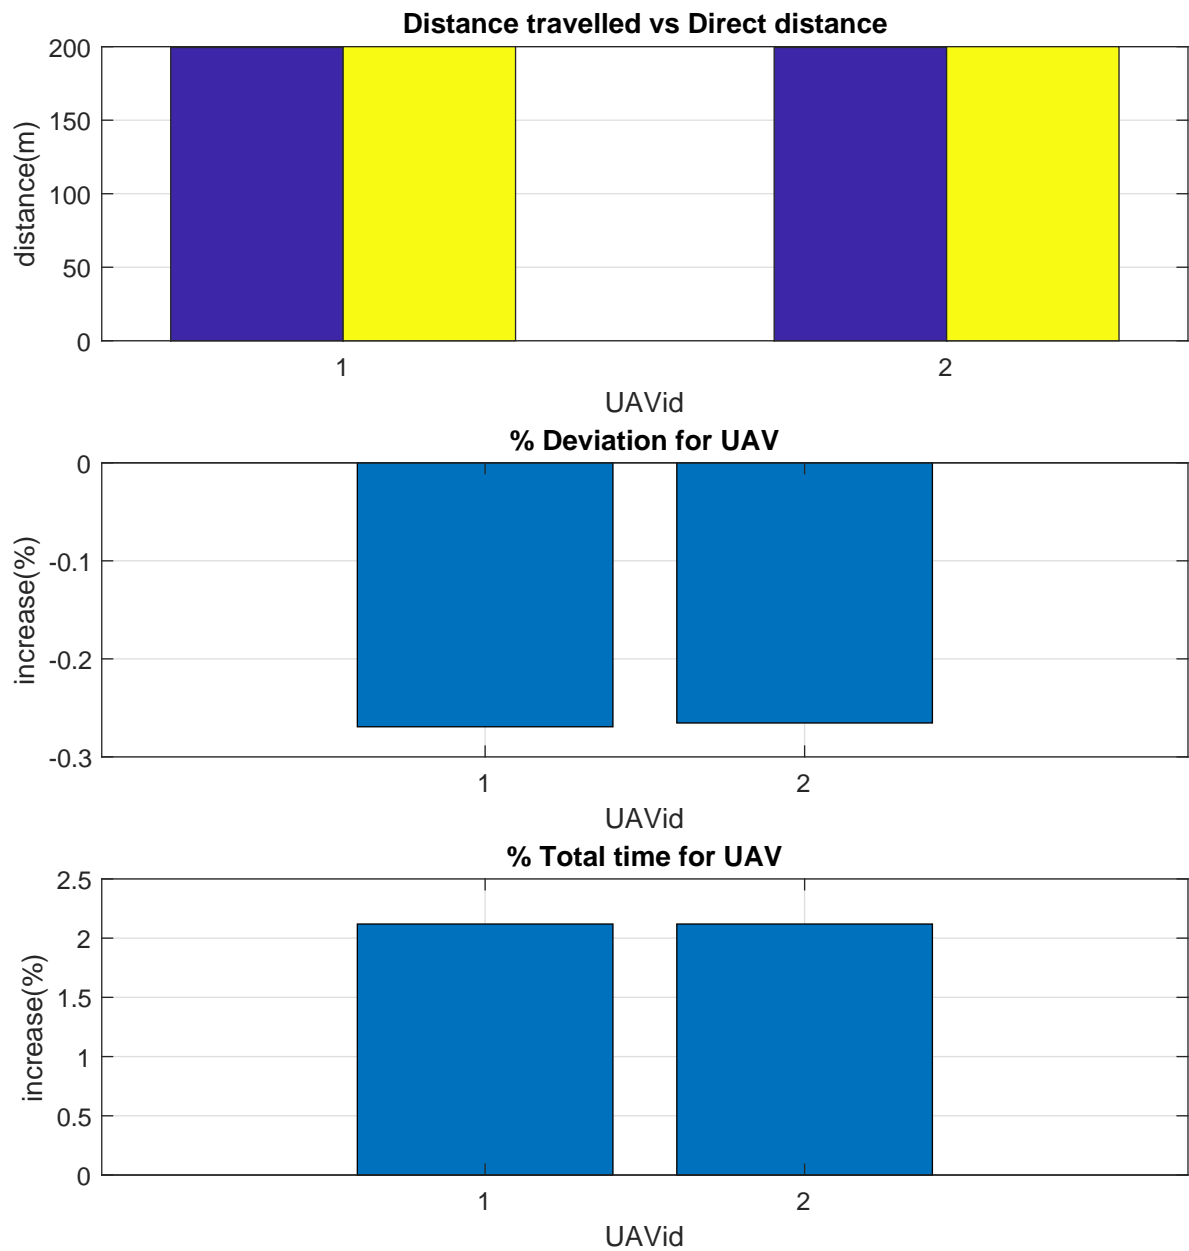 Distance travelled vs Direct distance
200
150
100
50
0
distance(m)
1 2
UAVid
% Deviation for UAV
0
-0.1
-0.2
-0.3
increase(%)
1 2
UAVid
% Total time for UAV
2.5
2
1.5
1
0.5
0
increase(%)
1 2
UAVid